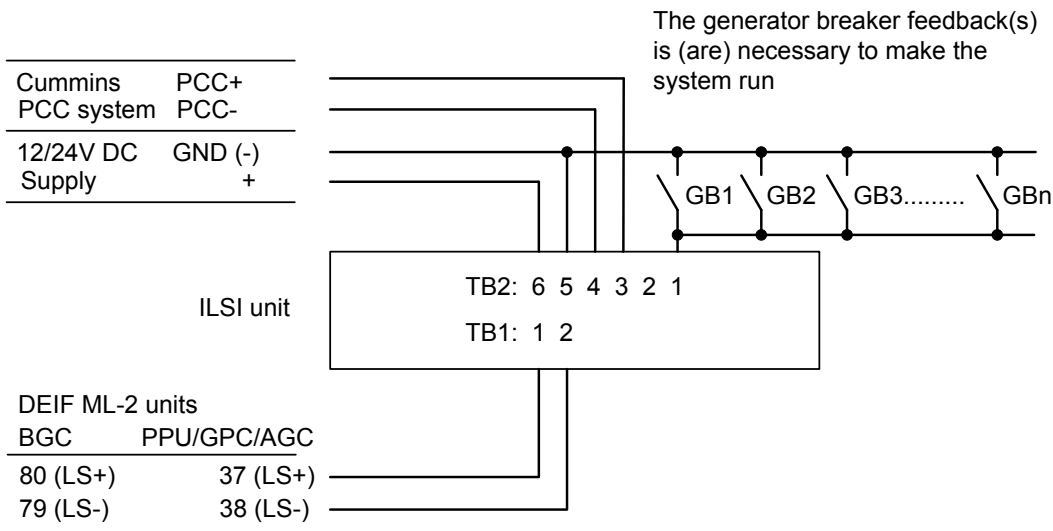 The generator breaker feedback(s)
is (are) necessary to make the
system run
Cummins PCC+
PCC system PCC-
12/24V DC GND (-)
Supply +
GB1 GB2 GB3......... GBn
TB2: 6 5 4 3 2 1
ILSI unit
TB1: 1 2
DEIF ML-2 units
BGC PPU/GPC/AGC
80 (LS+) 37 (LS+)
79 (LS-) 38 (LS-)